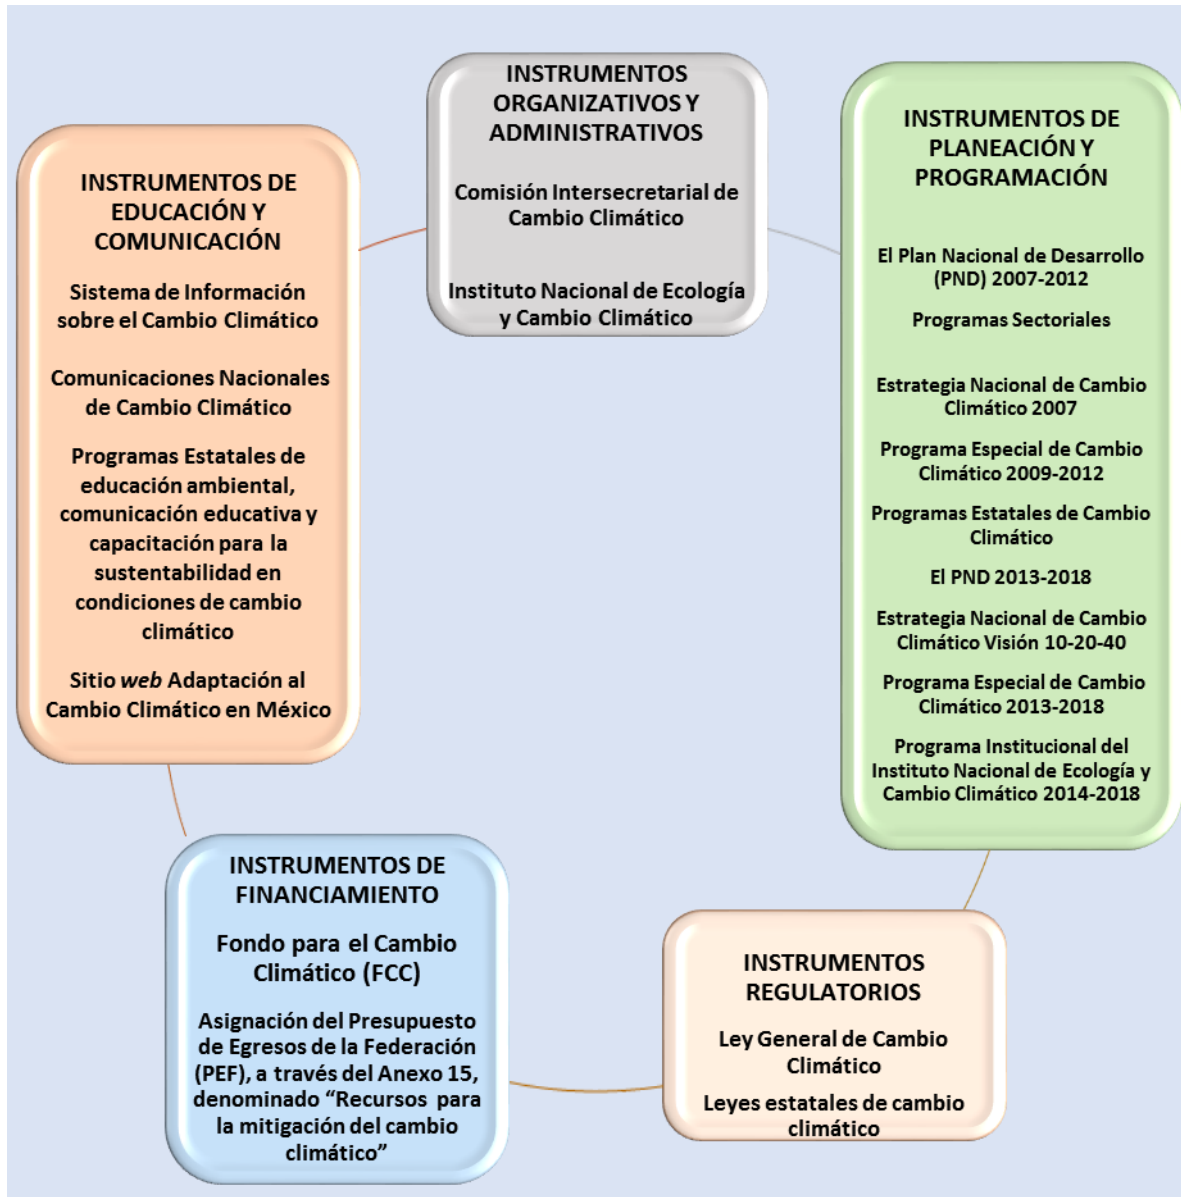 INSTRUMENTOS
ORGANIZATIVOS Y
ADMINISTRATIVOS
Comisión Intersecretarial de
Cambio Climático
Instituto Nacional de Ecología
y Cambio Climático
INSTRUMENTOS DE
PLANEACIÓN Y
PROGRAMACIÓN
El Plan Nacional de Desarrollo
(PND) 2007-2012
Programas Sectoriales
Estrategia Nacional de Cambio
Climático 2007
Programa Especial de Cambio
Climático 2009-2012
Programas Estatales de Cambio
Climático
El PND 2013-2018
Estrategia Nacional de Cambio
Climático Visión 10-20-40
Programa Especial de Cambio
Climático 2013-2018
Programa Institucional del
Instituto Nacional de Ecología y
Cambio Climático 2014-2018
INSTRUMENTOS
REGULATORIOS
Ley General de Cambio
Climático
Leyes estatales de cambio
climático
INSTRUMENTOS DE
FINANCIAMIENTO
Fondo para el Cambio
Climático (FCC)
Asignación del Presupuesto
de Egresos de la Federación
(PEF), a través del Anexo 15,
denominado “Recursos para
la mitigación del cambio
climático”
INSTRUMENTOS DE
EDUCACIÓN Y
COMUNICACIÓN
Sistema de Información
sobre el Cambio Climático
Comunicaciones Nacionales
de Cambio Climático
Programas Estatales de
educación ambiental,
comunicación educativa y
capacitación para la
sustentabilidad en
condiciones de cambio
climático
Sitio web Adaptación al
Cambio Climático en México